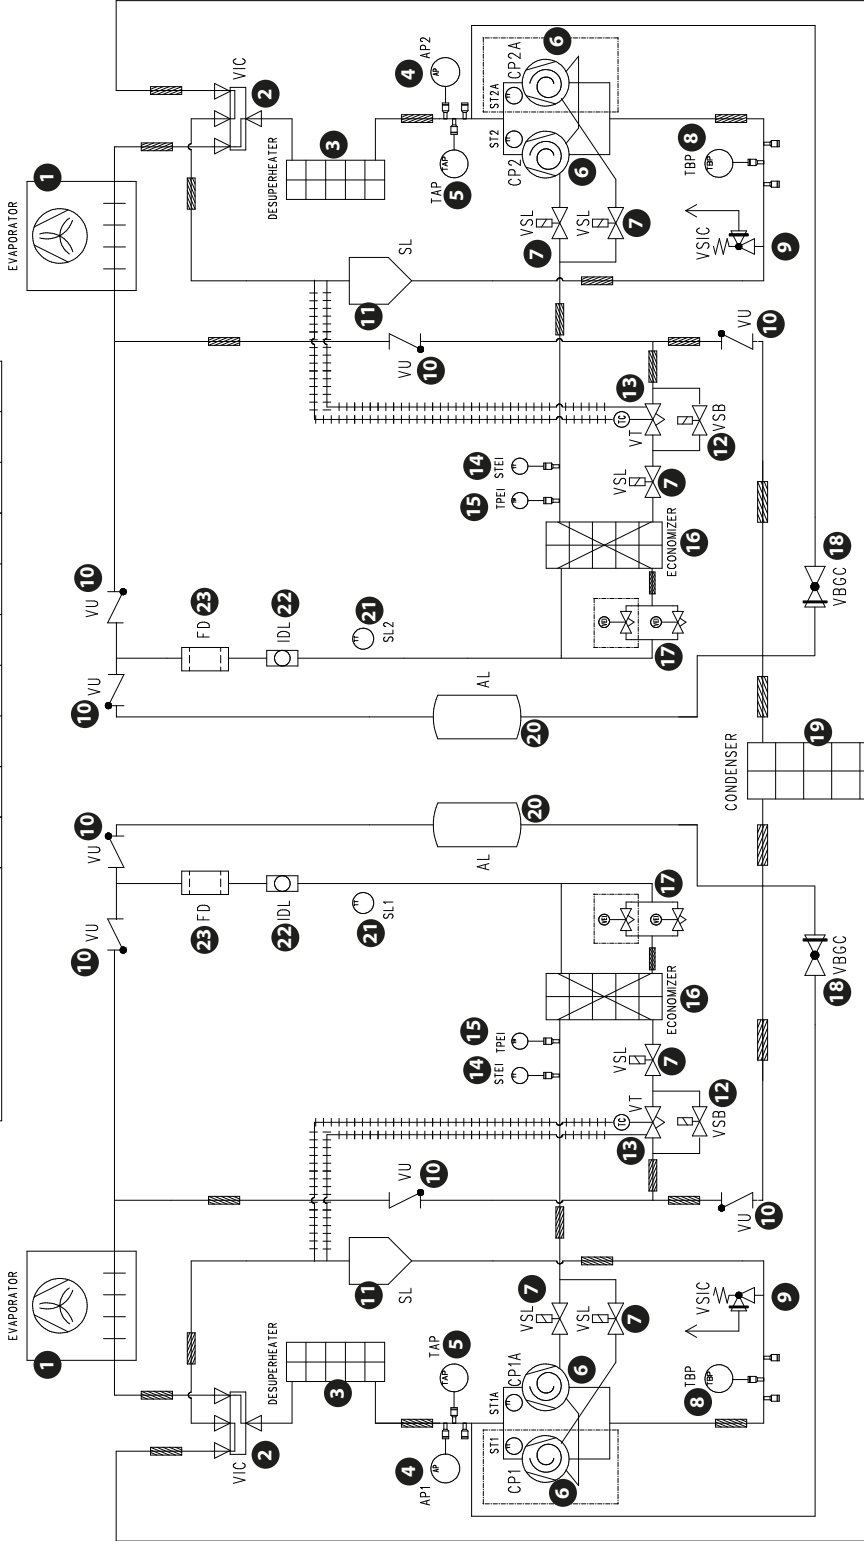 EVAPORATOR
1
EVAPORATOR
1
VIC
2
10 VU
VU 10
10 VU
VU 10
VIC
2
23 FD
FD 23
DESUPERHEATER
3
22 IDL
IDL 22
DESUPERHEATER
3
21 SL1
SL2 21
11 SL
SL 11
AP1 4
AP
TAP 5
TAP
VU 10
VU 10
TAP 5
TAP
AP2 4
AP
14 STEI
15 TPEI
AL 20
AL 20
15 TPEI
14 STEI
ST1
ST1A
CP1
6
CP1A
6
VSL 7
VSL 7
ST2
ST2A
CP2
6
CP2A
6
VSL 7
VSL 7
13 VT
TC
VSL 7
VSB 12
ECONOMIZER
16
17
17
ECONOMIZER
16
VSL 7
VT 13
TC
VSB 12
TBP 8
TBP
VSIC 9
VU 10
CONDENSER
19
VU 10
VSIC 9
TBP 8
TBP
18 VBGC
VBGC 18